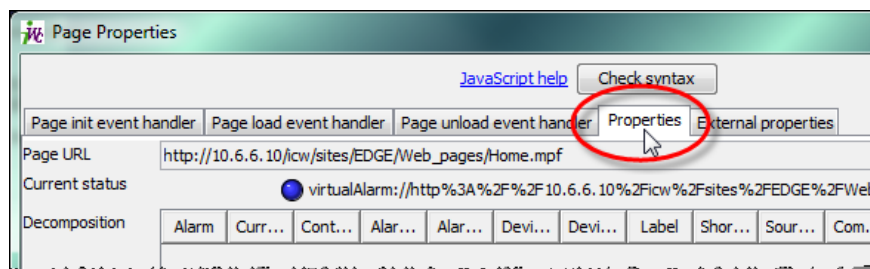 Page Properties
JavaScript help Check syntax
Page init event handler Page load event handler Page unload event handler Properties External properties
Page URL http://10.6.6.10/icw/sites/EDGE/Web_pages/Home.mpf
Current status virtualAlarm://http%3A%2F%2F10.6.6.10%2Ficw%2Fsites%2FEDGE%2FWeb
Decomposition Alarm Curr... Cont... Alar... Alar... Devi... Devi... Label Shor... Sour... Com.